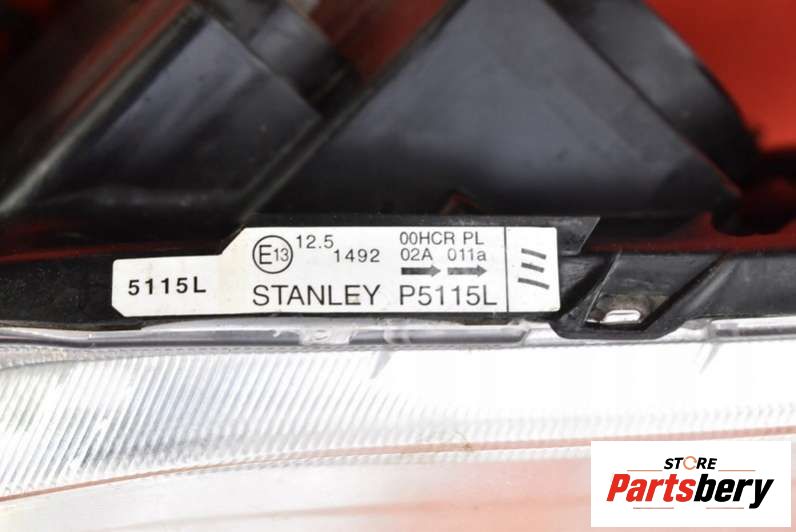 12.5 00HCR PL
E13 1492 02A 011a
5115L STANLEY P5115L
STORE
Partsbery